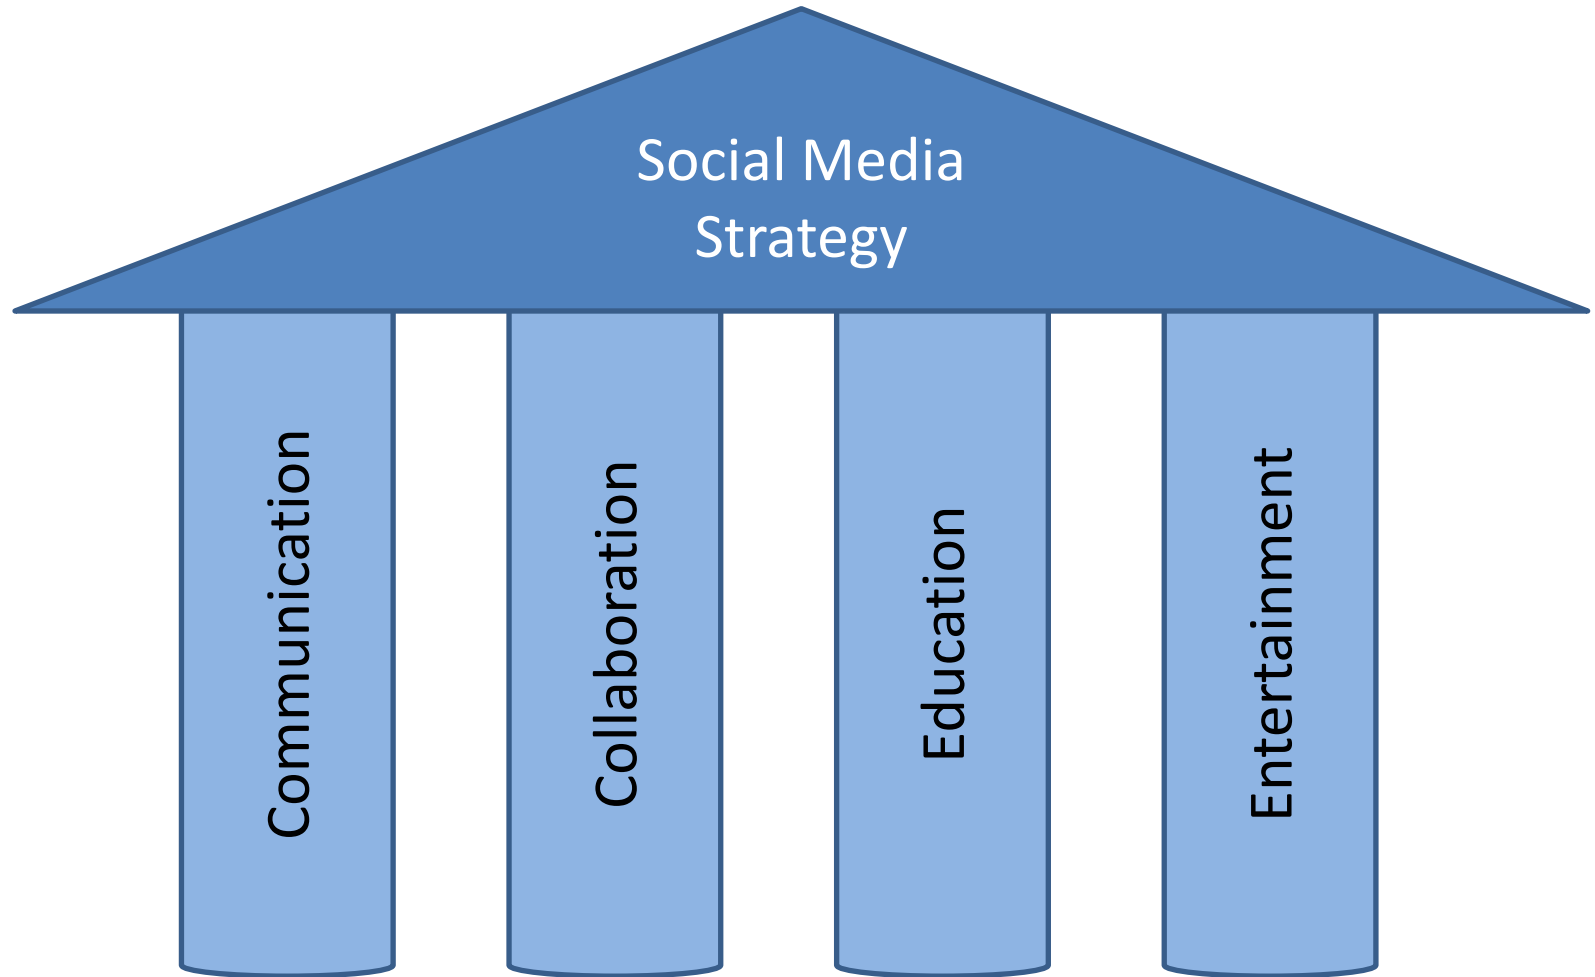 Social Media
Strategy
Communication
Collaboration
Education
Entertainment